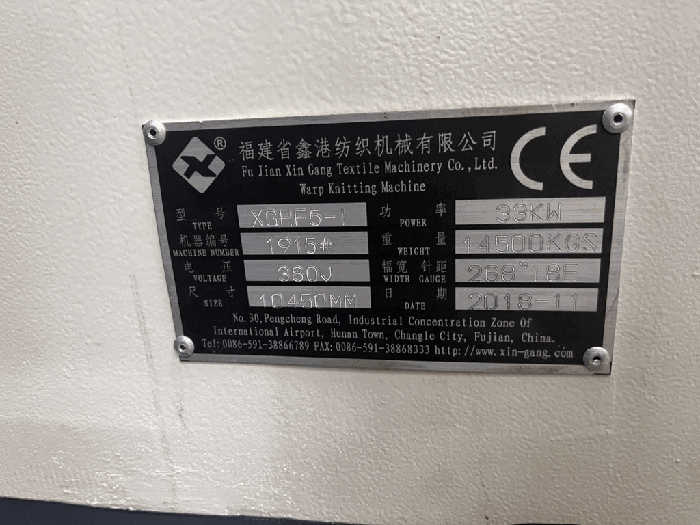 ® 福建省鑫港纺织机械有限公司 CE
Fu Jian Xin Gang Textile Machinery Co., Ltd.
Warp Knitting Machine
型号 TYPE XGHF6-1 功率 POWER 33KW
机器编号 MACHINE NUMBER 1915# 重量 WEIGHT 14500KGS
电压 VOLTAGE 380V 幅宽 针距 WIDTH GAUGE 268" 18F
尺寸 SIZE 10450MM 日期 DATE 2018-11
No. 30, Pengcheng Road, Industrial Concentration Zone Of
International Airport, Hunan Town, Changle City, Fujian, China.
Tel: 0086-591-38866789 FAX: 0086-591-38868333 http://www.xin-gang.com